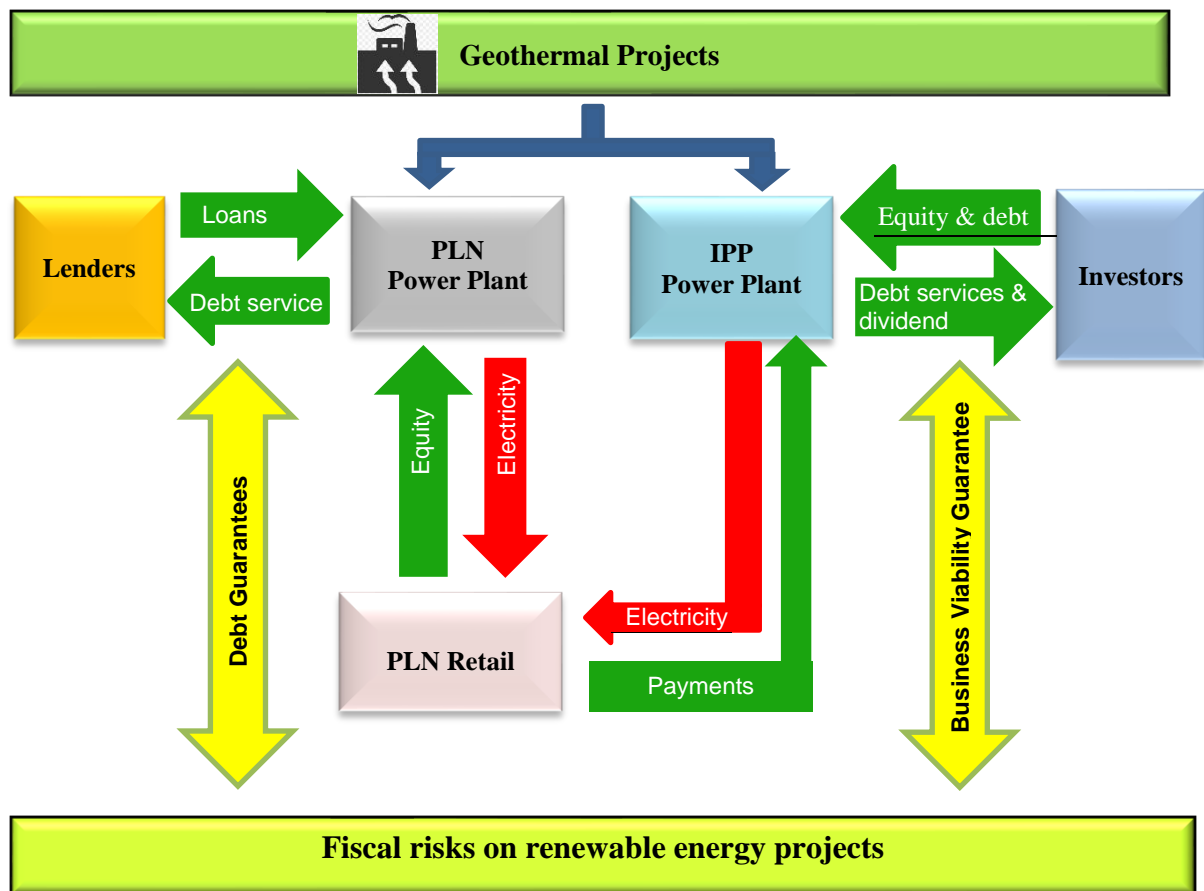 Geothermal Projects
Lenders
Loans
Debt service
PLN
Power Plant
IPP
Power Plant
Equity & debt
Debt services &
dividend
Investors
Equity
Electricity
Debt Guarantees
Business Viability Guarantee
PLN Retail
Electricity
Payments
Fiscal risks on renewable energy projects